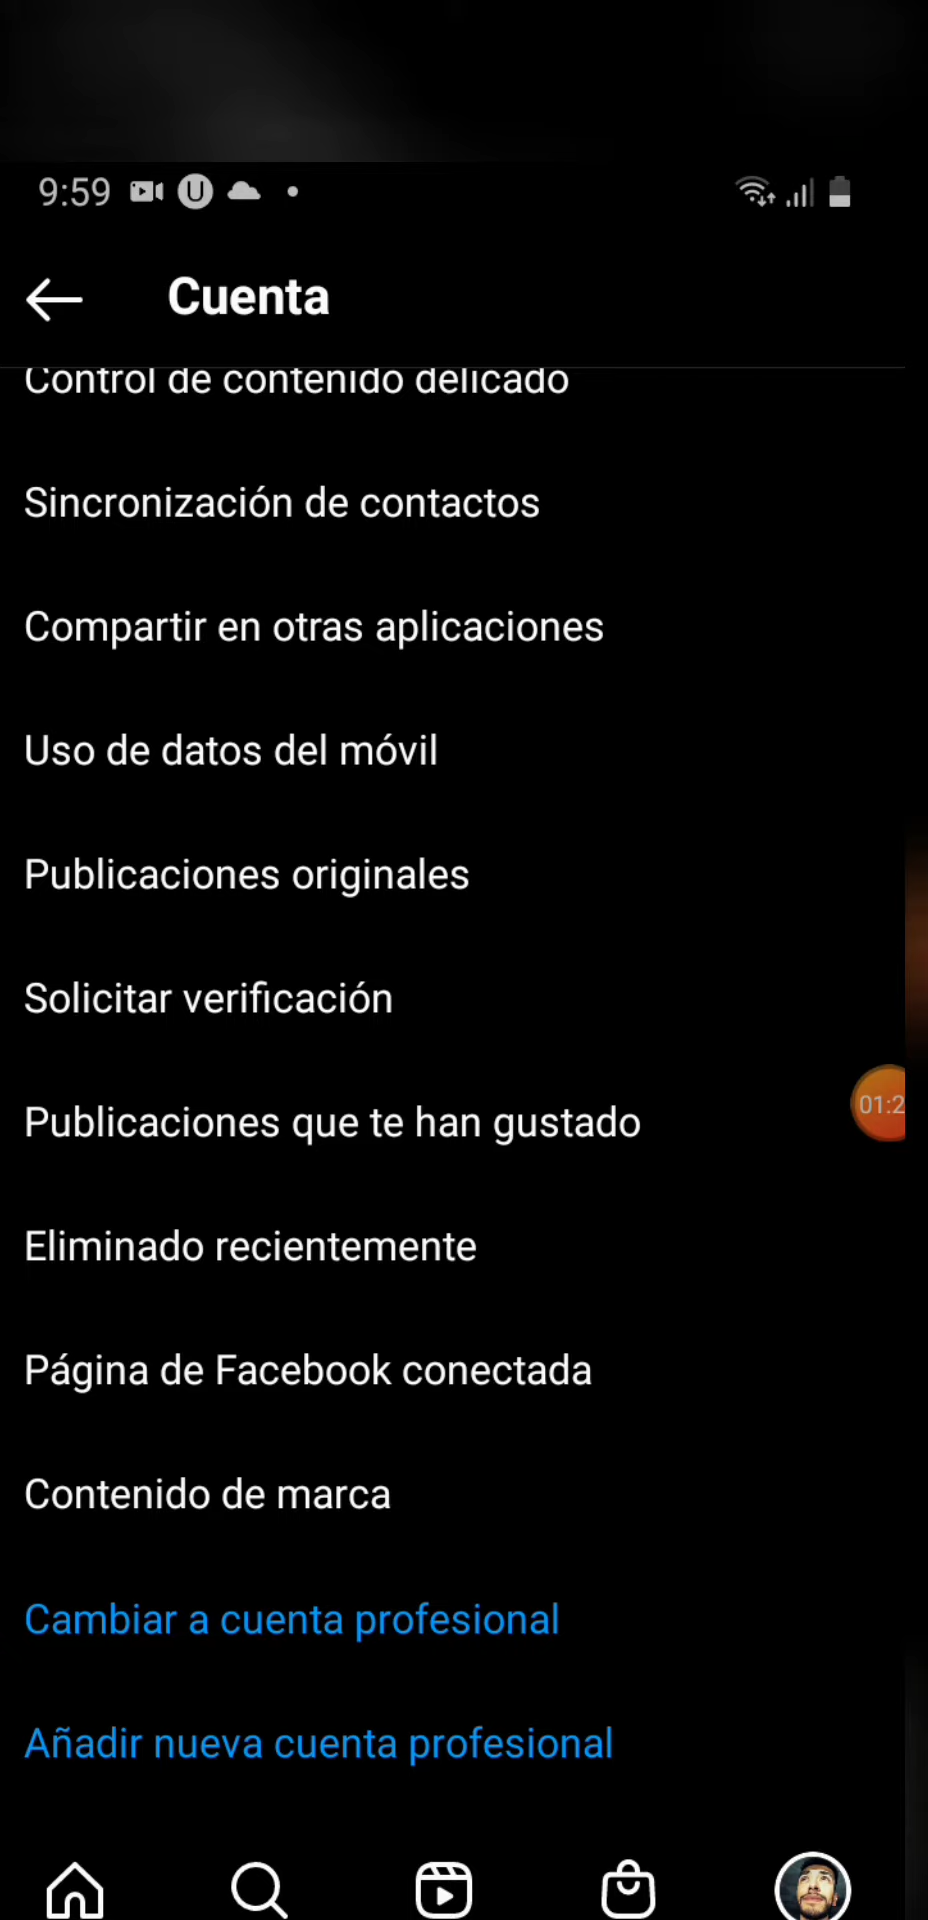 9:59
Cuenta
Control de contenido delicado
Sincronización de contactos
Compartir en otras aplicaciones
Uso de datos del móvil
Publicaciones originales
Solicitar verificación
Publicaciones que te han gustado
01:2
Eliminado recientemente
Página de Facebook conectada
Contenido de marca
Cambiar a cuenta profesional
Añadir nueva cuenta profesional